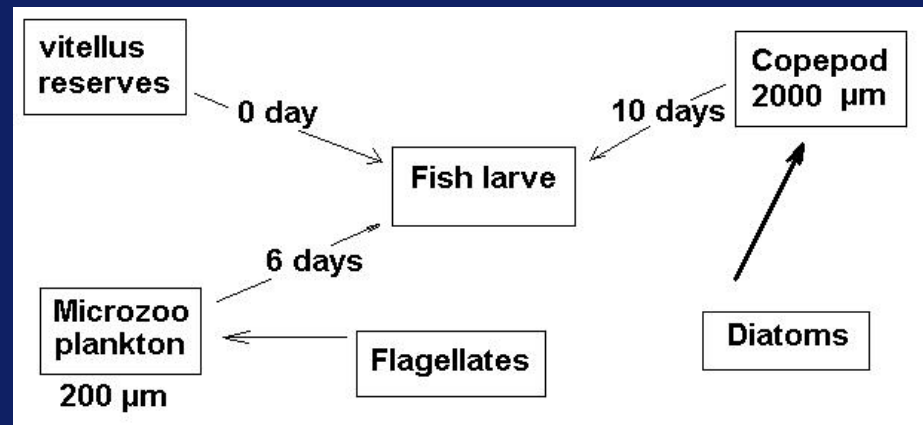 vitellus
reserves
0 day
Copepod
2000 µm
10 days
Fish larve
6 days
Microzoo
plankton
200 µm
Flagellates
Diatoms